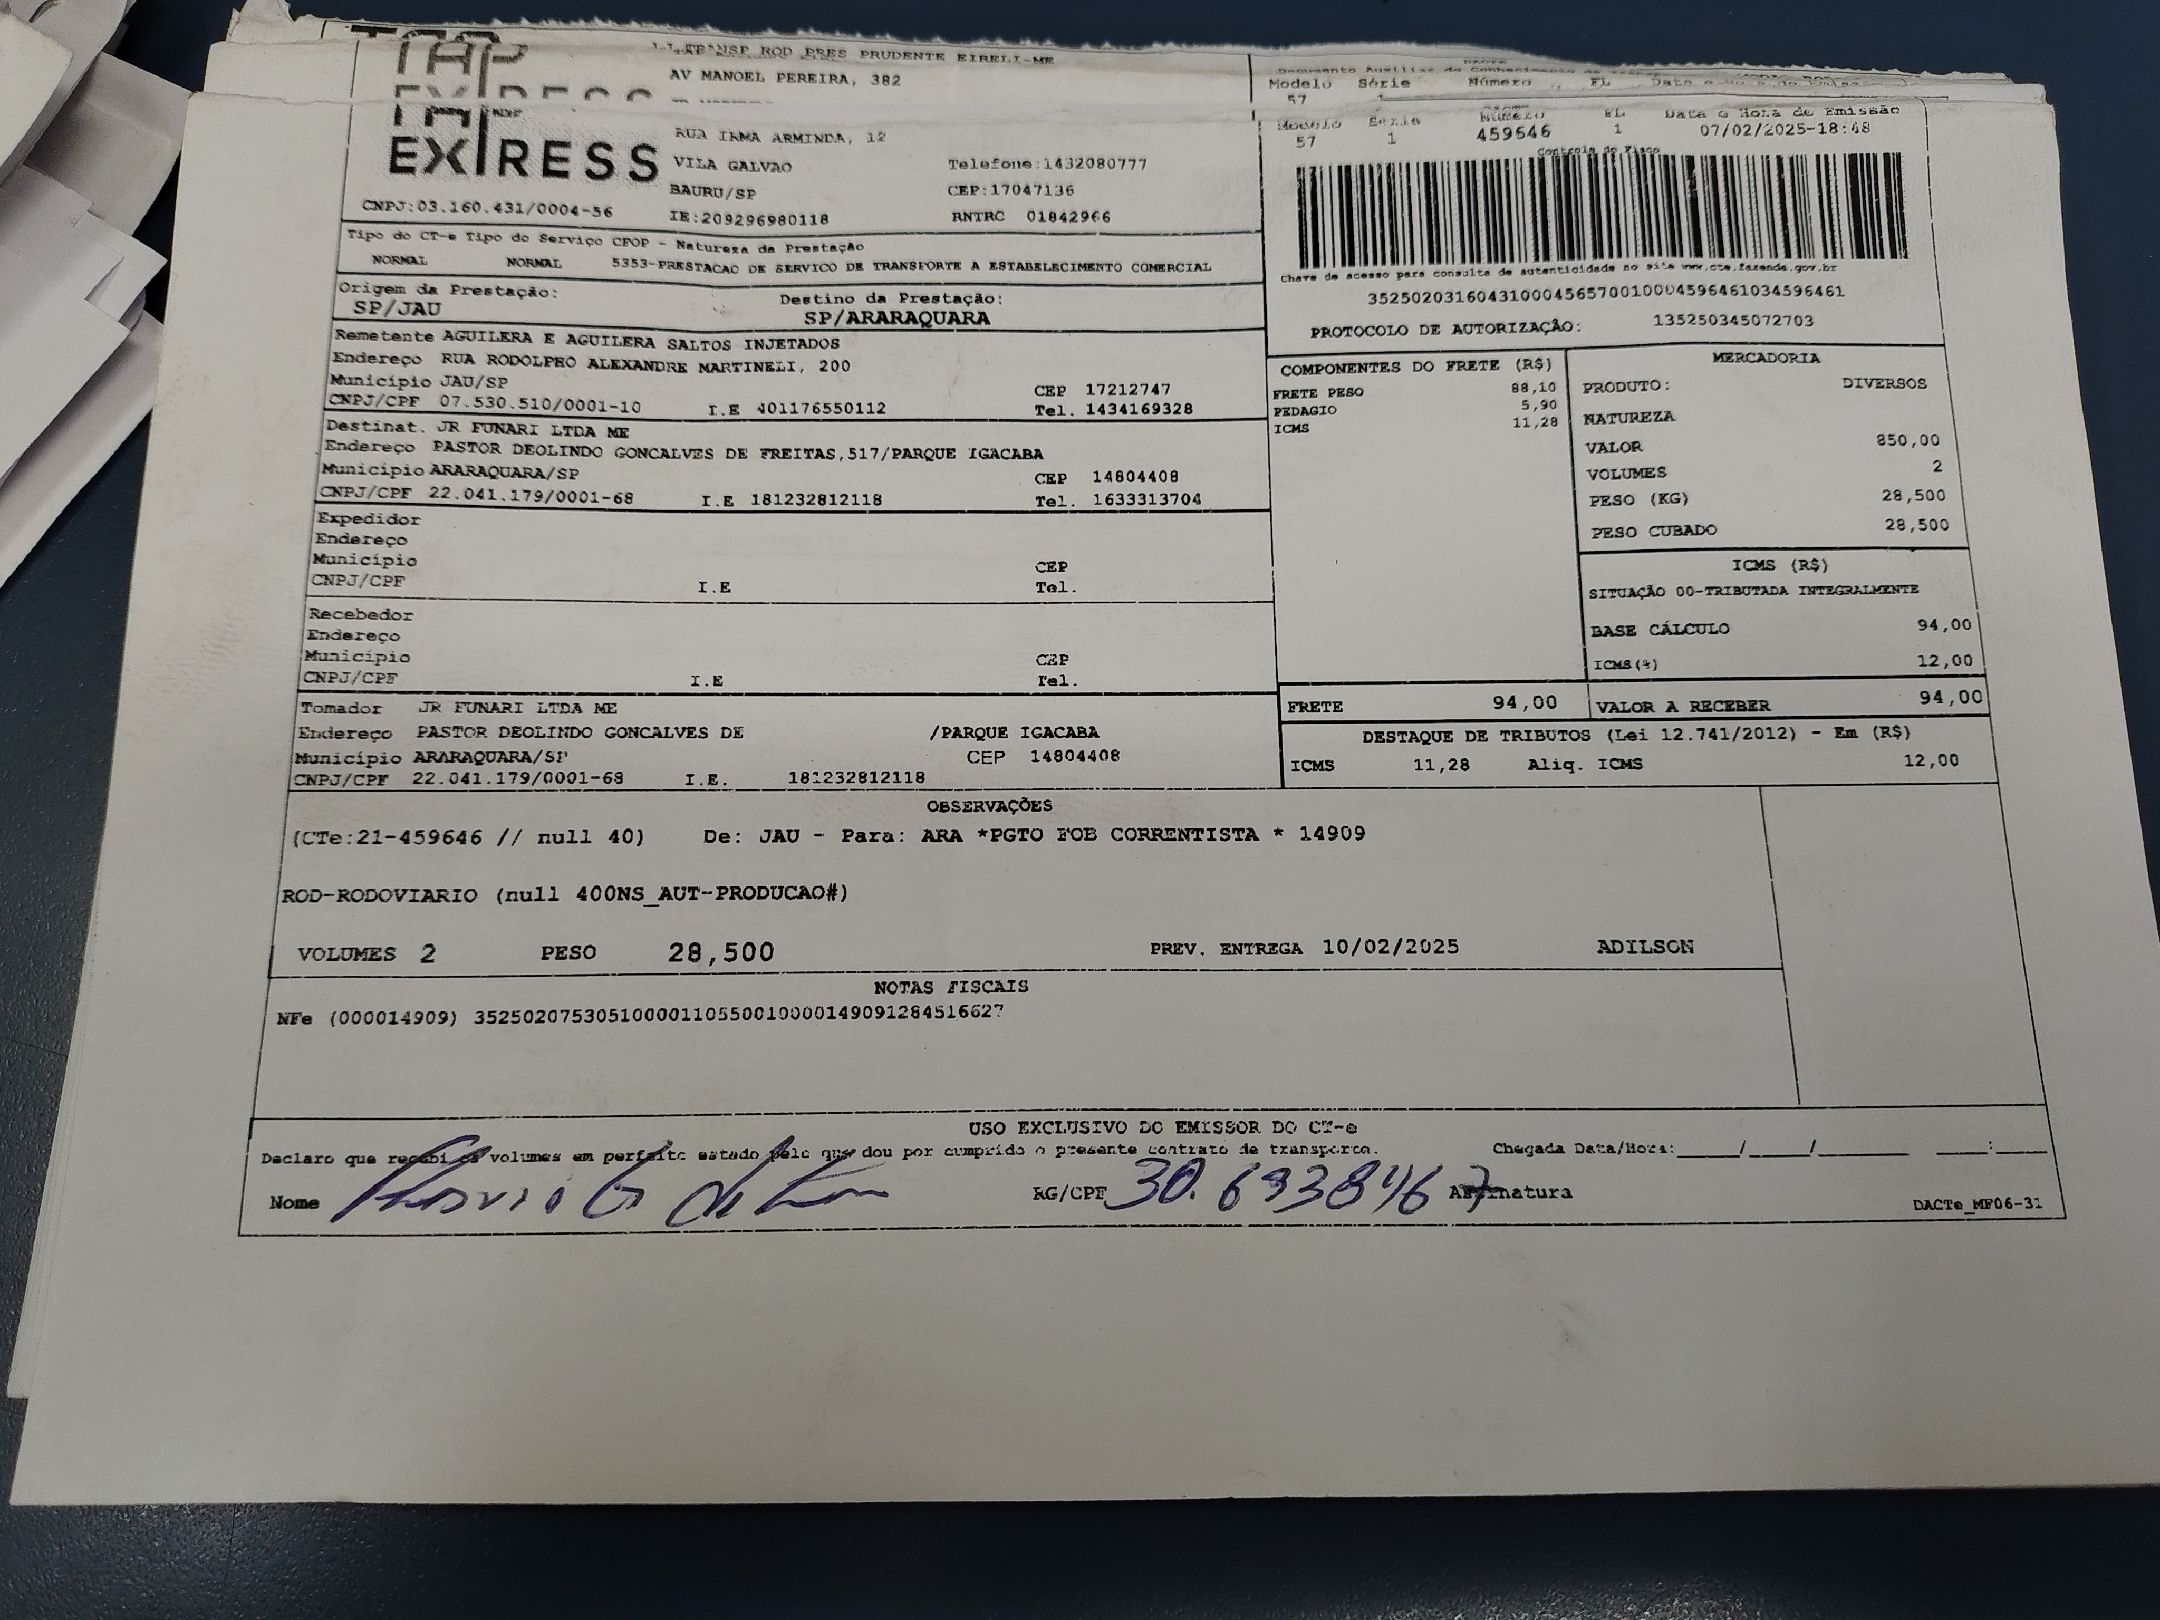 TRANSP ROD PRES PRUDENTE EIRELI-ME
AV MANOEL PEREIRA, 382
Modelo Série Número FL
57
EXPRESS
RUA IRMA ARMINDA, 12
VILA GALVAO Telefone:1432080777
BAURU/SP CEP:17047136
CNPJ:03.160.431/0004-56 IE:209296980118 RNTRC 01842966
Modelo Série Número FL Data e Hora de Emissão
57 1 459646 1 07/02/2025-18:48
Controle do Fisco
Chave de acesso para consulta de autenticidade no site www.cte.fazenda.gov.br
35250203160431000456570010004596461034596461
PROTOCOLO DE AUTORIZAÇÃO: 135250345072703
Tipo do CT-e Tipo do Serviço CFOP - Natureza da Prestação
NORMAL NORMAL 5353-PRESTACAO DE SERVICO DE TRANSPORTE A ESTABELECIMENTO COMERCIAL
Origem da Prestação: Destino da Prestação:
SP/JAU SP/ARARAQUARA
Remetente AGUILERA E AGUILERA SALTOS INJETADOS
Endereço RUA RODOLPHO ALEXANDRE MARTINELI, 200
Município JAU/SP CEP 17212747
CNPJ/CPF 07.530.510/0001-10 I.E 401176550112 Tel. 1434169328
Destinat. JR FUNARI LTDA ME
Endereço PASTOR DEOLINDO GONCALVES DE FREITAS,517/PARQUE IGACABA
Município ARARAQUARA/SP CEP 14804408
CNPJ/CPF 22.041.179/0001-68 I.E 181232812118 Tel. 1633313704
Expedidor
Endereço
Município CEP
CNPJ/CPF I.E Tel.
Recebedor
Endereço
Município CEP
CNPJ/CPF I.E Tel.
Tomador JR FUNARI LTDA ME
Endereço PASTOR DEOLINDO GONCALVES DE /PARQUE IGACABA
Município ARARAQUARA/SP CEP 14804408
CNPJ/CPF 22.041.179/0001-68 I.E. 181232812118
COMPONENTES DO FRETE (R$)
FRETE PESO 88,10
PEDAGIO 5,90
ICMS 11,28
MERCADORIA
PRODUTO: DIVERSOS
NATUREZA
VALOR 850,00
VOLUMES 2
PESO (KG) 28,500
PESO CUBADO 28,500
ICMS (R$)
SITUAÇÃO 00-TRIBUTADA INTEGRALMENTE
BASE CÁLCULO 94,00
ICMS(%) 12,00
FRETE 94,00 VALOR A RECEBER 94,00
DESTAQUE DE TRIBUTOS (Lei 12.741/2012) - Em (R$)
ICMS 11,28 Aliq. ICMS 12,00
OBSERVAÇÕES
(CTe:21-459646 // null 40) De: JAU - Para: ARA *PGTO FOB CORRENTISTA * 14909
ROD-RODOVIARIO (null 400NS_AUT-PRODUCAO#)
VOLUMES 2 PESO 28,500 PREV. ENTREGA 10/02/2025 ADILSON
NOTAS FISCAIS
NFe (000014909) 35250207530510000110550010000149091284516627
USO EXCLUSIVO DO EMISSOR DO CT-e
Declaro que recebi os volumes em perfeito estado pelo que dou por cumprido o presente contrato de transporte. Chegada Data/Hora:_____/______/________ ____:_____
Nome RG/CPF 30.693846 7 Assinatura
DACTe_MF06-31